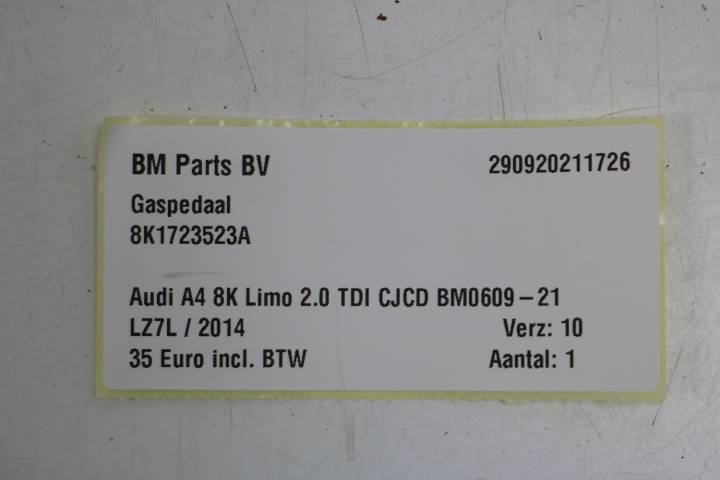 BM Parts BV 290920211726
Gaspedaal
8K1723523A
Audi A4 8K Limo 2.0 TDI CJCD BM0609-21
LZ7L / 2014 Verz: 10
35 Euro incl. BTW Aantal: 1